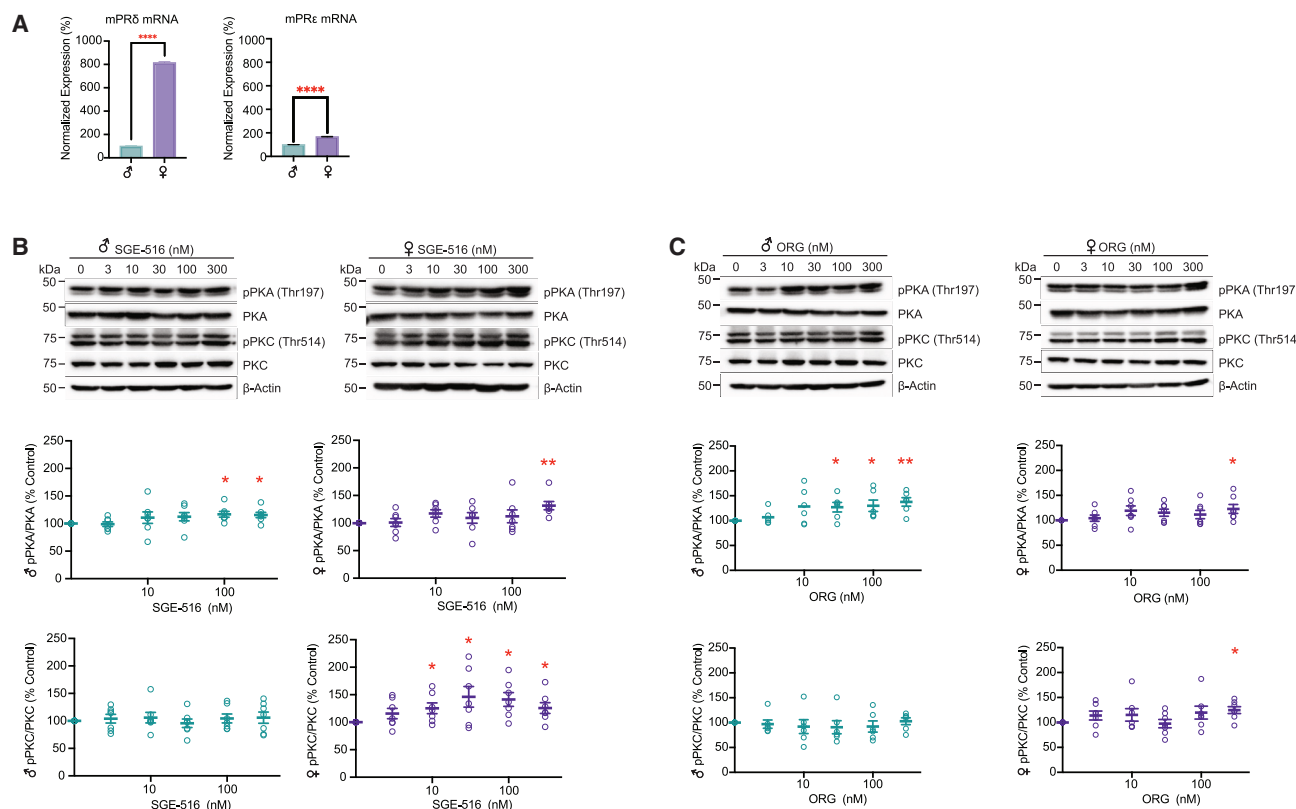 A
mPRδ mRNA
Normalized Expression (%)
1000
800
600
400
200
0
****
♂ ♀
mPRε mRNA
Normalized Expression (%)
1000
800
600
400
200
0
****
♂ ♀
B
♂ SGE-516 (nM)
kDa 0 3 10 30 100 300
50 pPKA (Thr197)
50 PKA
75 pPKC (Thr514)
75 PKC
50 β-Actin
♀ SGE-516 (nM)
0 3 10 30 100 300
pPKA (Thr197)
PKA
pPKC (Thr514)
PKC
β-Actin
♂ pPKA/PKA (% Control)
250
200
150
100
50
0
* *
10 100
SGE-516 (nM)
♀ pPKA/PKA (% Control)
250
200
150
100
50
0
**
10 100
SGE-516 (nM)
♂ pPKC/PKC (% Control)
250
200
150
100
50
0
10 100
SGE-516 (nM)
♀ pPKC/PKC (% Control)
250
200
150
100
50
0
* * * *
10 100
SGE-516 (nM)
C
♂ ORG (nM)
kDa 0 3 10 30 100 300
50 pPKA (Thr197)
50 PKA
75 pPKC (Thr514)
75 PKC
50 β-Actin
♀ ORG (nM)
kDa 0 3 10 30 100 300
50 pPKA (Thr197
50 PKA
75 pPKC (Thr514)
75 PKC
50 β-Actin
♂ pPKA/PKA (% Control)
250
200
150
100
50
0
* * **
10 100
ORG (nM)
♀ pPKA/PKA (% Control)
250
200
150
100
50
0
*
10 100
ORG (nM)
♂ pPKC/PKC (% Control)
250
200
150
100
50
0
10 100
ORG (nM)
♀ pPKC/PKC (% Control)
250
200
150
100
50
0
*
10 100
ORG (nM)